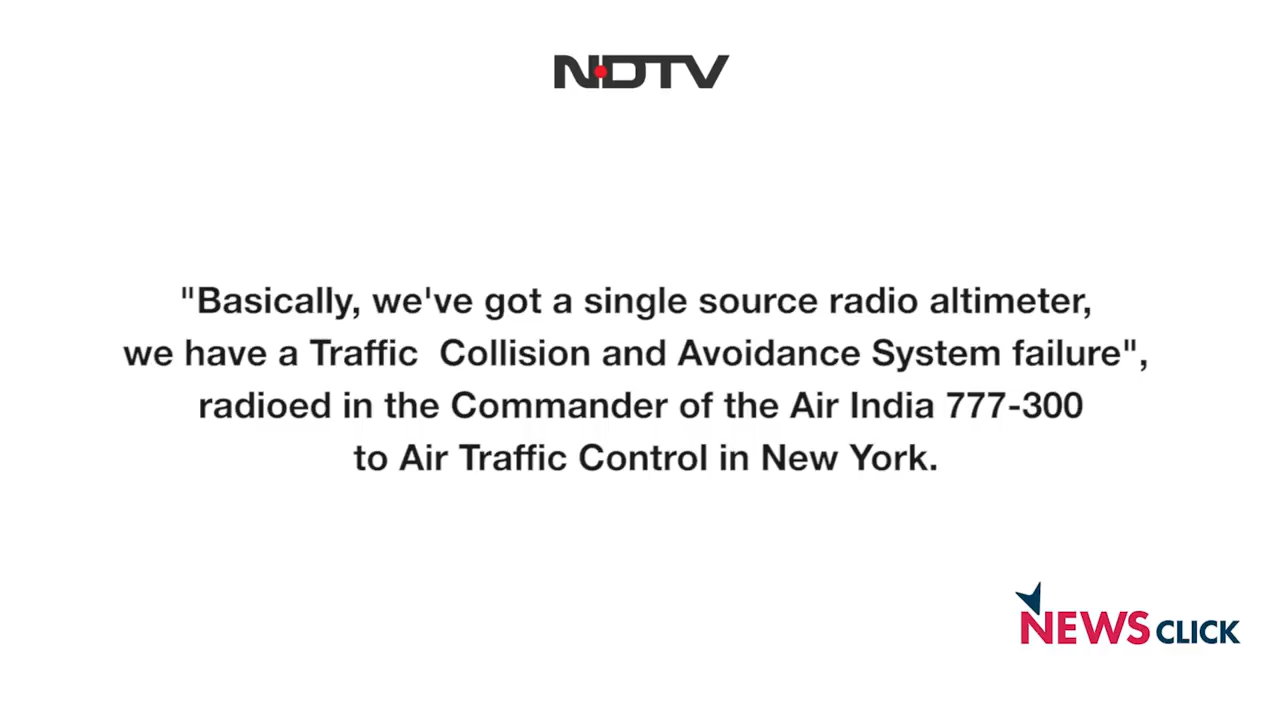 NDTV
"Basically, we've got a single source radio altimeter,
we have a Traffic  Collision and Avoidance System failure",
radioed in the Commander of the Air India 777-300
to Air Traffic Control in New York.
NEWS CLICK